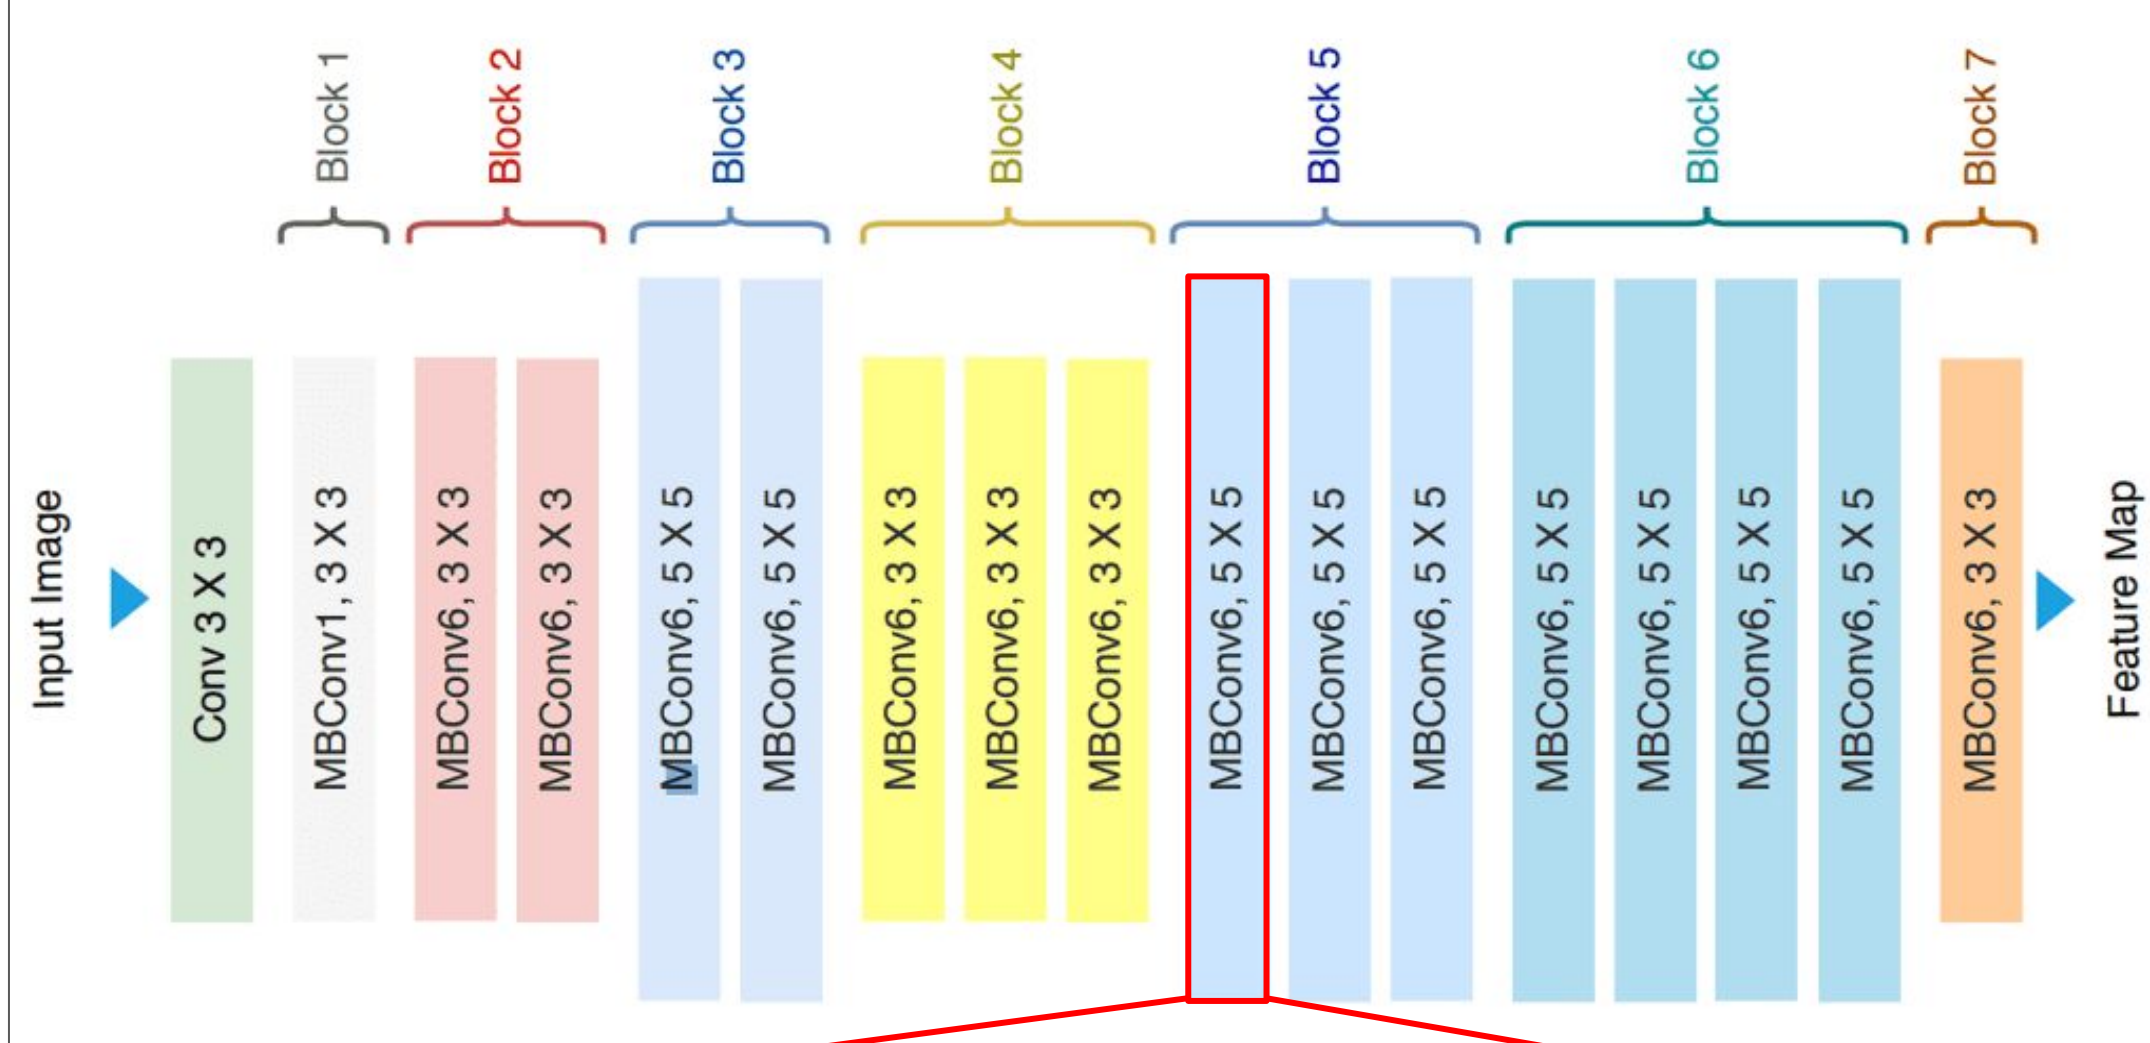 Input Image
Conv 3 X 3
Block 1
MBConv1, 3 X 3
Block 2
MBConv6, 3 X 3
MBConv6, 3 X 3
Block 3
MBConv6, 5 X 5
MBConv6, 5 X 5
Block 4
MBConv6, 3 X 3
MBConv6, 3 X 3
MBConv6, 3 X 3
Block 5
MBConv6, 5 X 5
MBConv6, 5 X 5
MBConv6, 5 X 5
Block 6
MBConv6, 5 X 5
MBConv6, 5 X 5
MBConv6, 5 X 5
MBConv6, 5 X 5
Block 7
MBConv6, 3 X 3
Feature Map